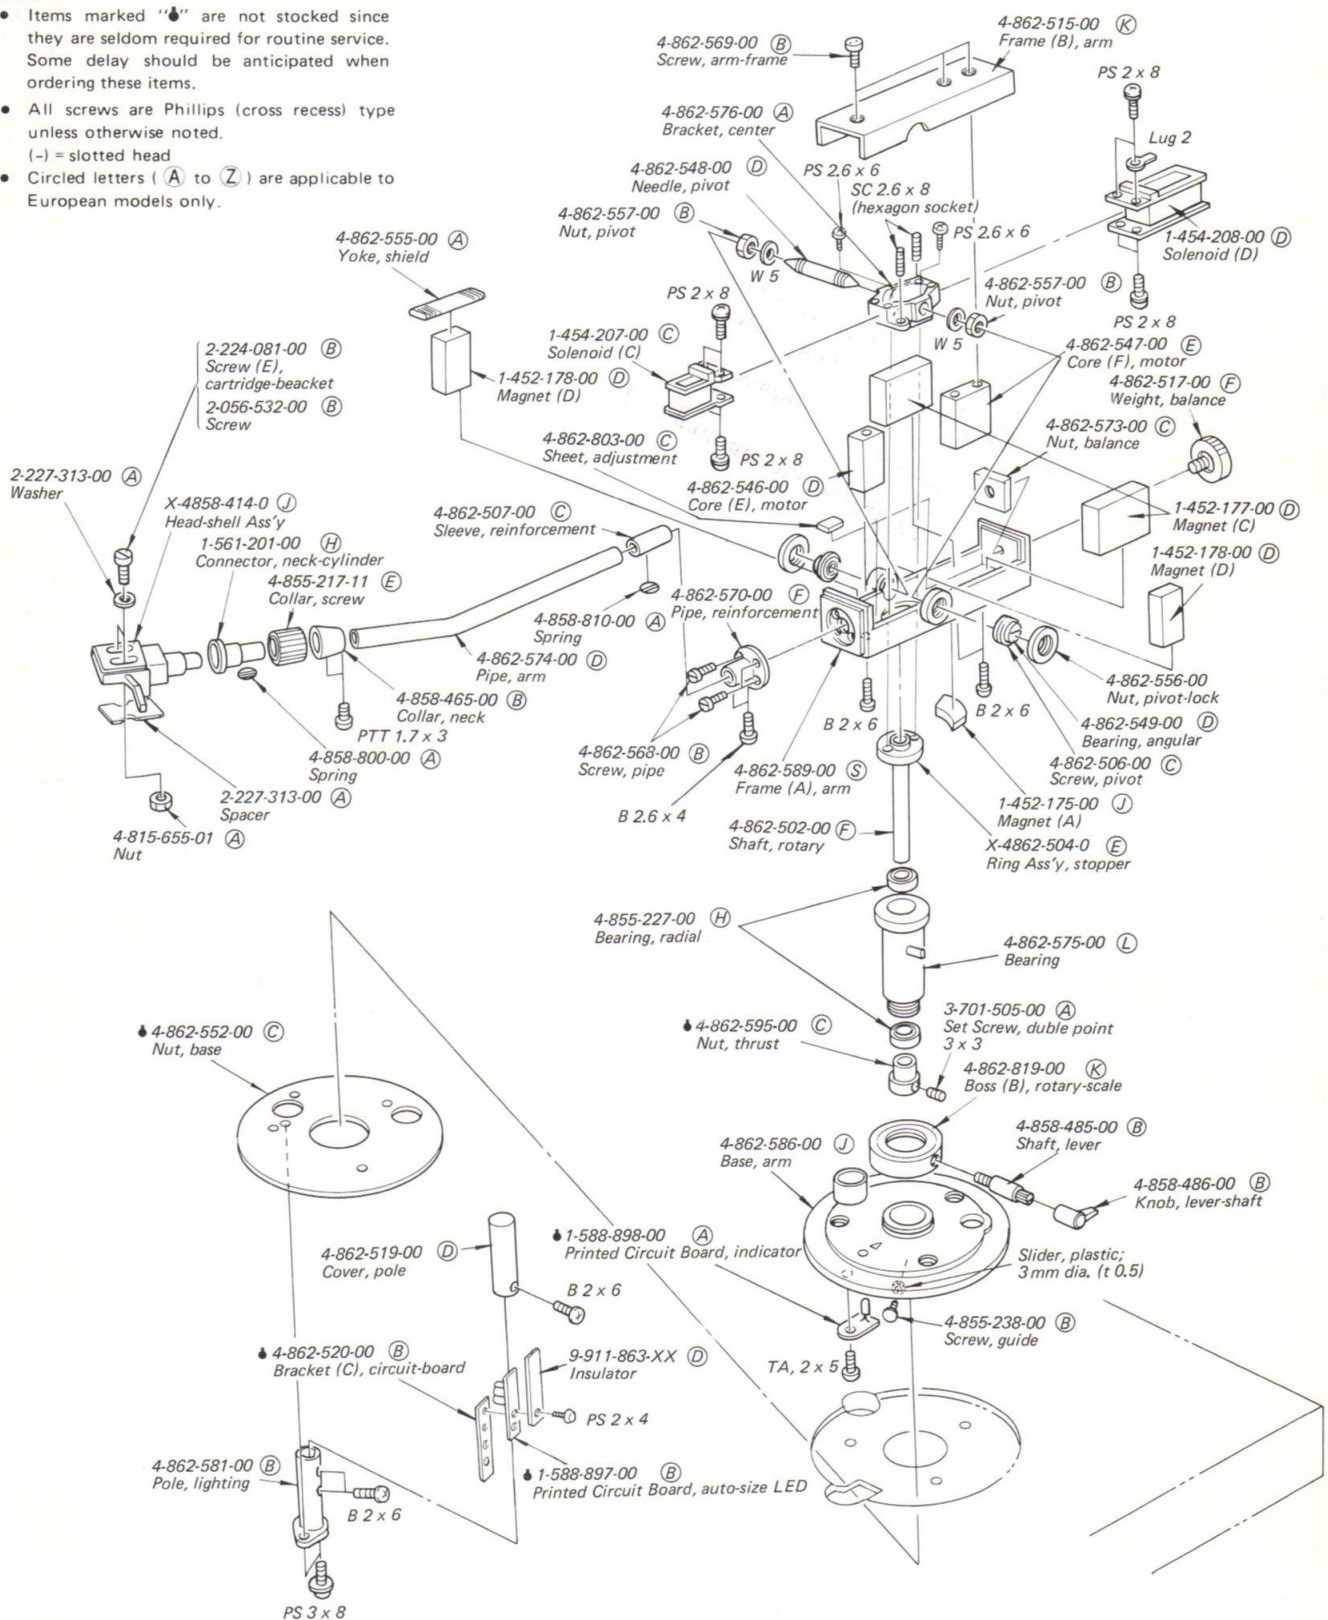 ● Items marked "⬮" are not stocked since
they are seldom required for routine service.
Some delay should be anticipated when
ordering these items.
● All screws are Phillips (cross recess) type
unless otherwise noted.
(–) = slotted head
● Circled letters ( Ⓐ to Ⓩ ) are applicable to
European models only.
4-862-569-00 Ⓑ
Screw, arm-frame
4-862-515-00 Ⓚ
Frame (B), arm
PS 2 x 8
Lug 2
4-862-576-00 Ⓐ
Bracket, center
4-862-548-00 Ⓓ
Needle, pivot
PS 2.6 x 6
SC 2.6 x 8
(hexagon socket)
PS 2.6 x 6
4-862-557-00 Ⓑ
Nut, pivot
W 5
1-454-208-00 Ⓓ
Solenoid (D)
4-862-555-00 Ⓐ
Yoke, shield
4-862-557-00 Ⓑ
Nut, pivot
PS 2 x 8
PS 2 x 8
W 5
1-454-207-00 Ⓒ
Solenoid (C)
4-862-547-00 Ⓔ
Core (F), motor
2-224-081-00 Ⓑ
Screw (E),
cartridge-beacket
2-056-532-00 Ⓑ
Screw
1-452-178-00 Ⓓ
Magnet (D)
4-862-517-00 Ⓕ
Weight, balance
4-862-573-00 Ⓒ
Nut, balance
4-862-803-00 Ⓒ
Sheet, adjustment
PS 2 x 8
2-227-313-00 Ⓐ
Washer
X-4858-414-0 Ⓙ
Head-shell Ass'y
4-862-546-00 Ⓓ
Core (E), motor
4-862-507-00 Ⓒ
Sleeve, reinforcement
1-452-177-00 Ⓓ
Magnet (C)
1-561-201-00 Ⓗ
Connector, neck-cylinder
1-452-178-00 Ⓓ
Magnet (D)
4-855-217-11 Ⓔ
Collar, screw
4-862-570-00 Ⓕ
Pipe, reinforcement
4-858-810-00 Ⓐ
Spring
4-862-574-00 Ⓓ
Pipe, arm
4-862-556-00
Nut, pivot-lock
4-858-465-00 Ⓑ
Collar, neck
B 2 x 6
B 2 x 6
4-862-549-00 Ⓓ
Bearing, angular
PTT 1.7 x 3
4-862-568-00 Ⓑ
Screw, pipe
4-858-800-00 Ⓐ
Spring
4-862-589-00 Ⓢ
Frame (A), arm
4-862-506-00 Ⓒ
Screw, pivot
2-227-313-00 Ⓐ
Spacer
1-452-175-00 Ⓙ
Magnet (A)
B 2.6 x 4
4-862-502-00 Ⓕ
Shaft, rotary
4-815-655-01 Ⓐ
Nut
X-4862-504-0 Ⓔ
Ring Ass'y, stopper
4-855-227-00 Ⓗ
Bearing, radial
4-862-575-00 Ⓛ
Bearing
3-701-505-00 Ⓐ
Set Screw, duble point
3 x 3
⬮4-862-552-00 Ⓒ
Nut, base
⬮4-862-595-00 Ⓒ
Nut, thrust
4-862-819-00 Ⓚ
Boss (B), rotary-scale
4-858-485-00 Ⓑ
Shaft, lever
4-862-586-00 Ⓙ
Base, arm
4-858-486-00 Ⓑ
Knob, lever-shaft
⬮1-588-898-00 Ⓐ
Printed Circuit Board, indicator
4-862-519-00 Ⓓ
Cover, pole
Slider, plastic;
3 mm dia. (t 0.5)
B 2 x 6
4-855-238-00 Ⓑ
Screw, guide
⬮4-862-520-00 Ⓑ
Bracket (C), circuit-board
9-911-863-XX Ⓓ
Insulator
TA, 2 x 5
PS 2 x 4
4-862-581-00 Ⓑ
Pole, lighting
⬮1-588-897-00 Ⓑ
Printed Circuit Board, auto-size LED
B 2 x 6
PS 3 x 8